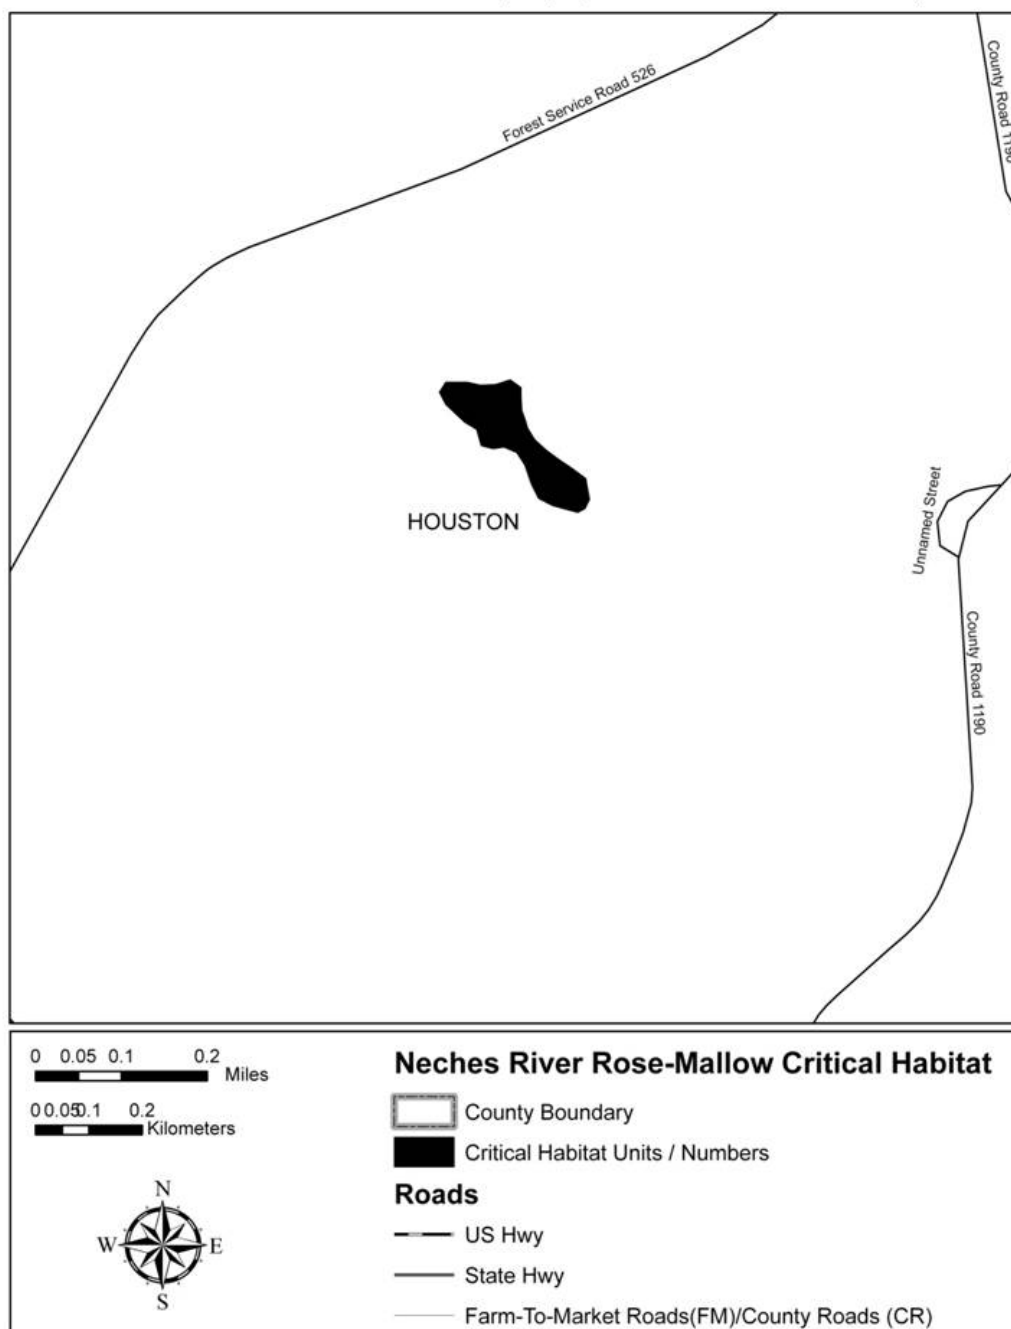 Forest Service Road 526
County Road 1190
HOUSTON
Unnamed Street
County Road 1190
0 0.05 0.1 0.2
Miles
0 0.05 0.1 0.2
Kilometers
N
W E
S
Neches River Rose-Mallow Critical Habitat
County Boundary
Critical Habitat Units / Numbers
Roads
US Hwy
State Hwy
Farm-To-Market Roads(FM)/County Roads (CR)